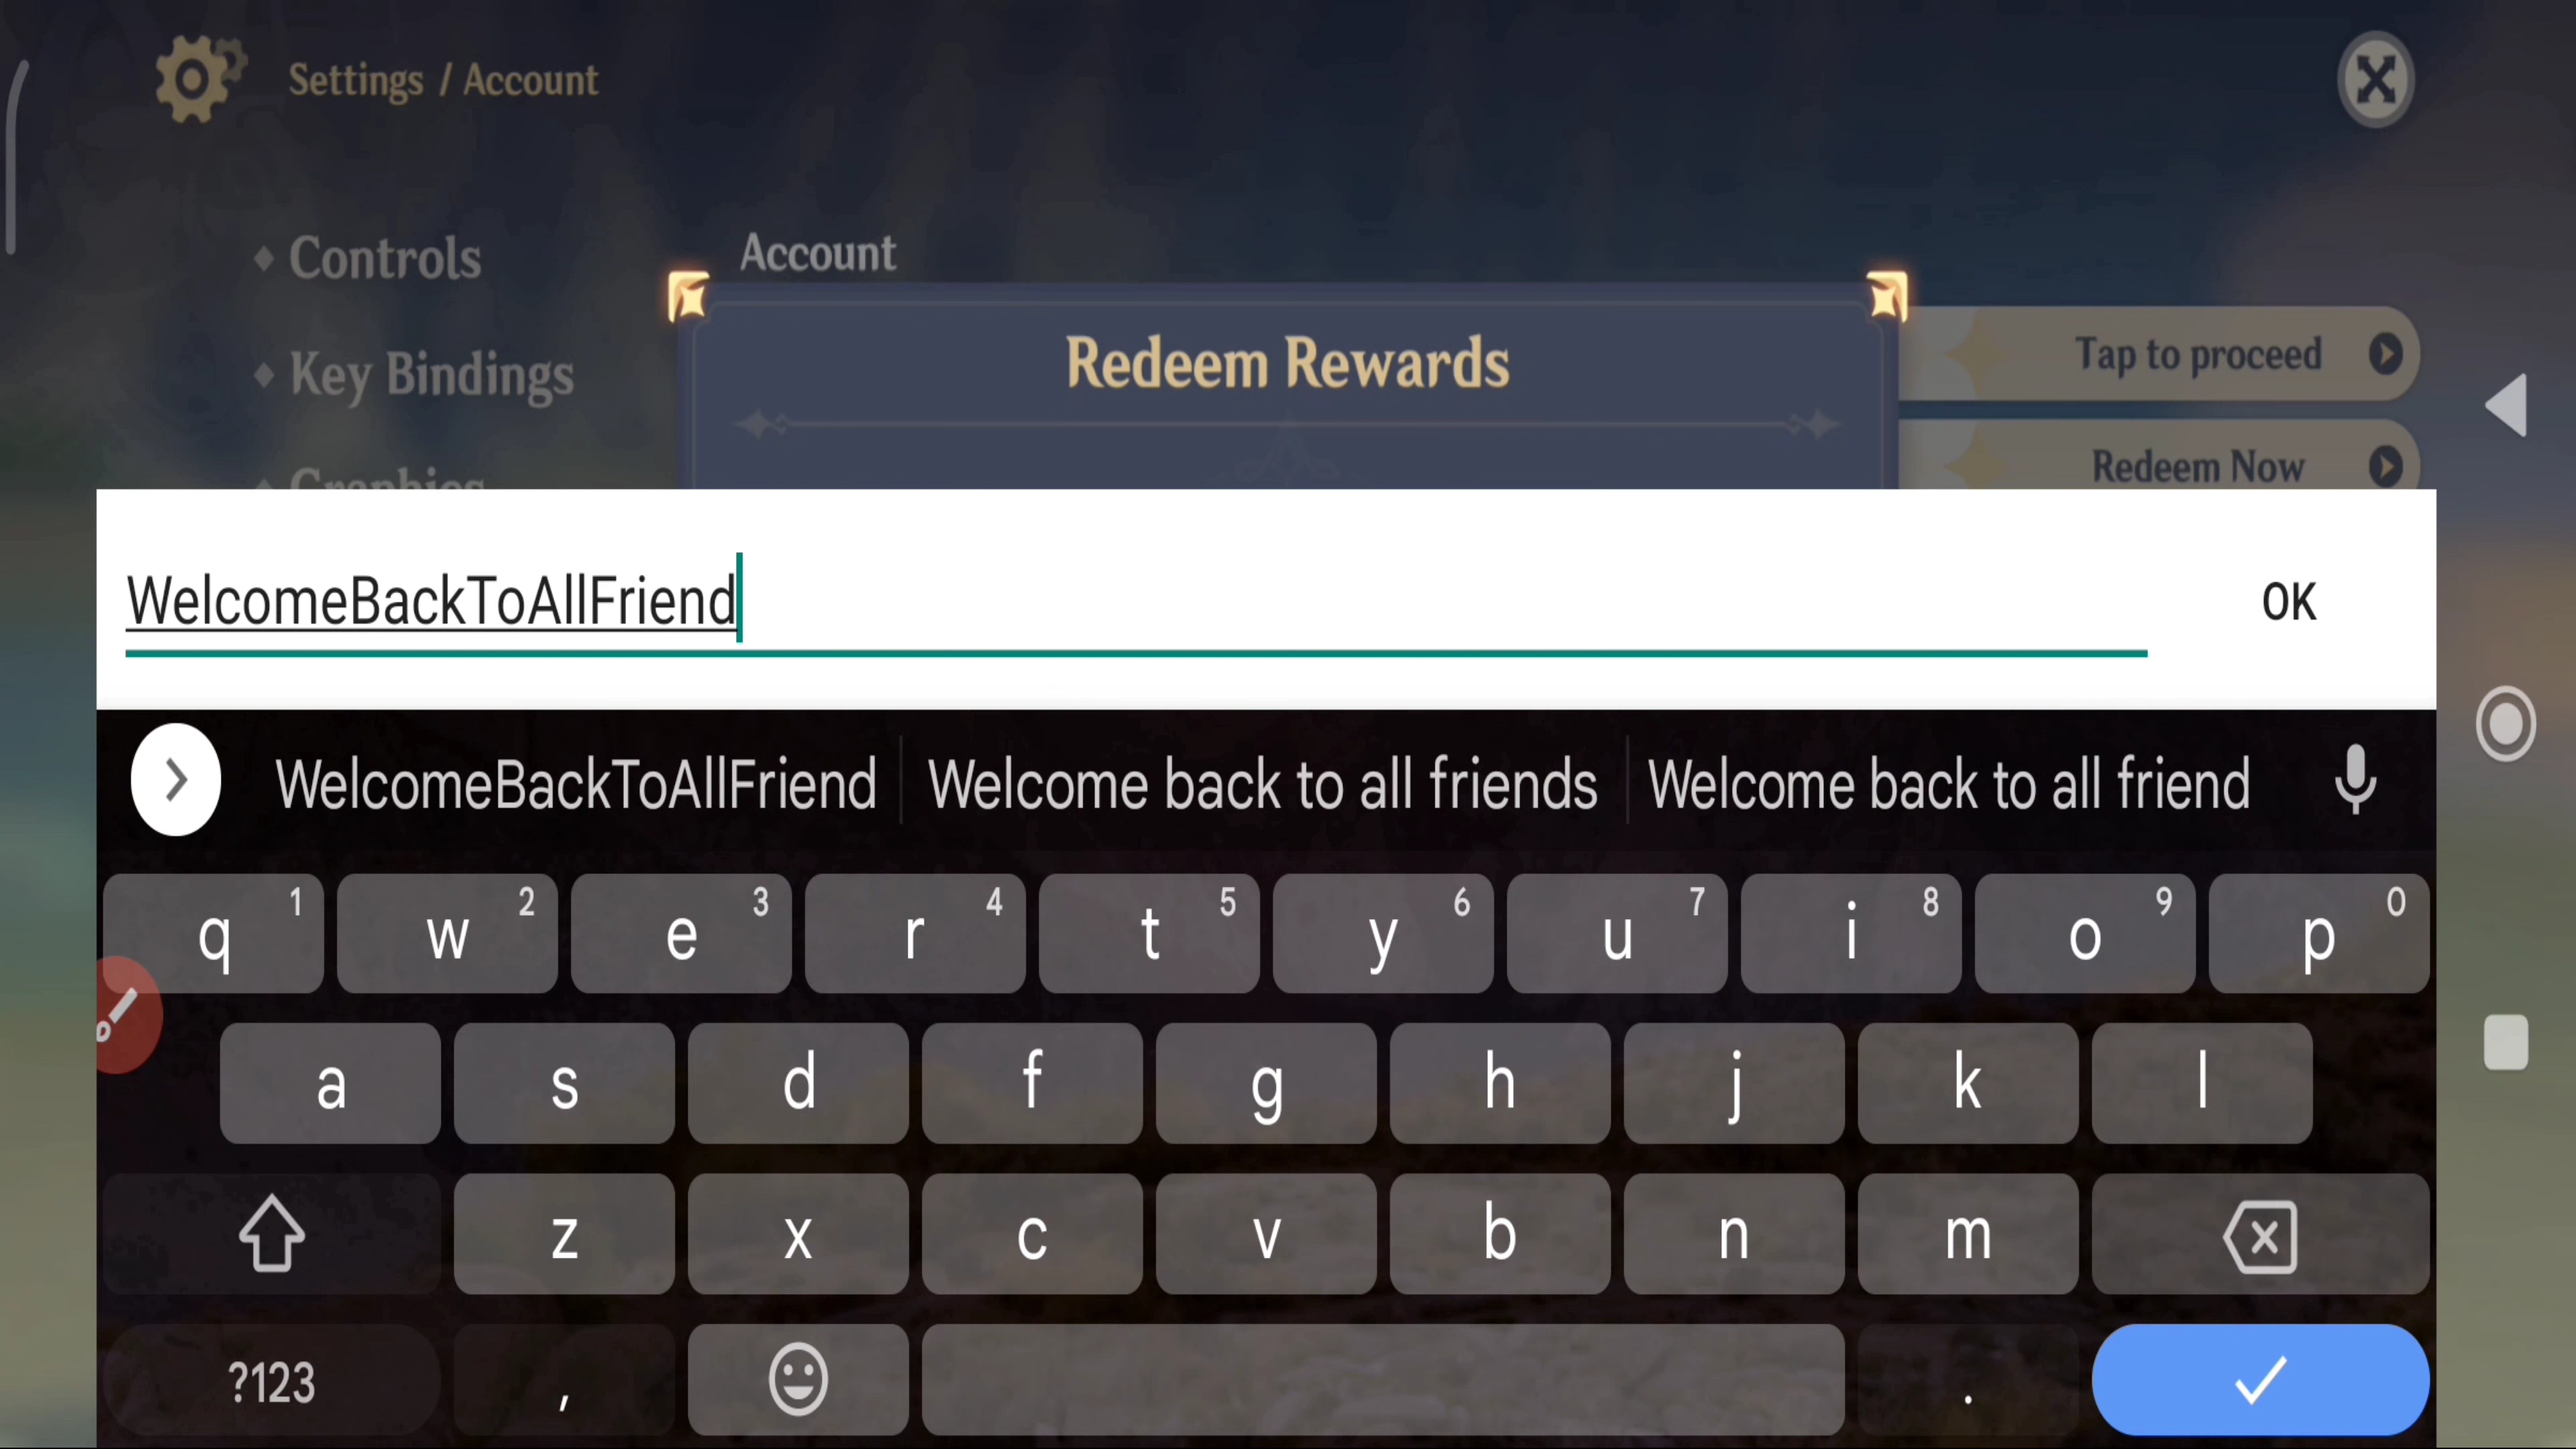 Settings / Account
Controls
Account
Key Bindings
Redeem Rewards
Tap to proceed
Graphics
Redeem Now
WelcomeBackToAllFriend
OK
WelcomeBackToAllFriend
Welcome back to all friends
Welcome back to all friend
q 1 w 2 e 3 r 4 t 5 y 6 u 7 i 8 o 9 p 0
a s d f g h j k l
z x c v b n m
?123 , .